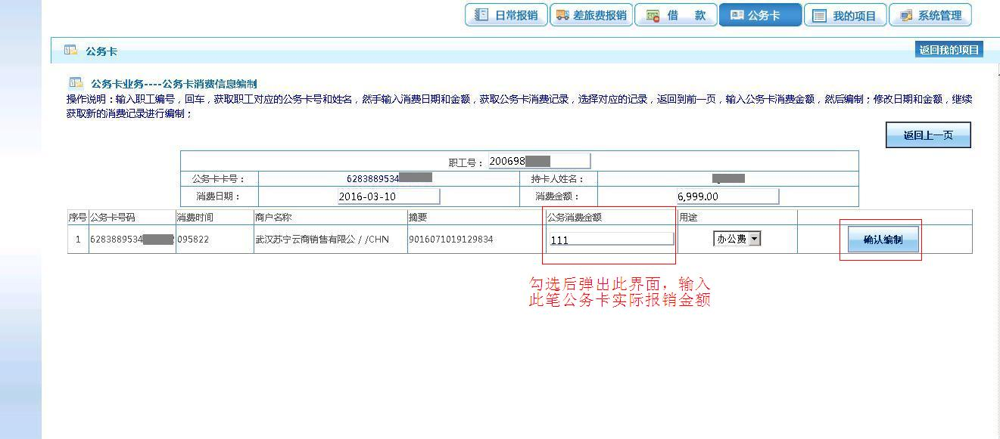 日常报销 差旅费报销 借 款 公务卡 我的项目 系统管理
公务卡 返回我的项目
公务卡业务----公务卡消费信息编制
操作说明：输入职工编号，回车，获取职工对应的公务卡号和姓名，然手输入消费日期和金额，获取公务卡消费记录，选择对应的记录，返回到前一页，输入公务卡消费金额，然后编制；修改日期和金额，继续
获取新的消费记录进行编制；
返回上一页
职工号： 200698
公务卡卡号： 6283889534 持卡人姓名：
消费日期： 2016-03-10 消费金额： 6,999.00
序号 公务卡号码 消费时间 商户名称 摘要 公务消费金额 用途
1 6283889534 095822 武汉苏宁云商销售有限公 / /CHN 9016071019129834 111 办公费 确认编制
勾选后弹出此界面，输入
此笔公务卡实际报销金额